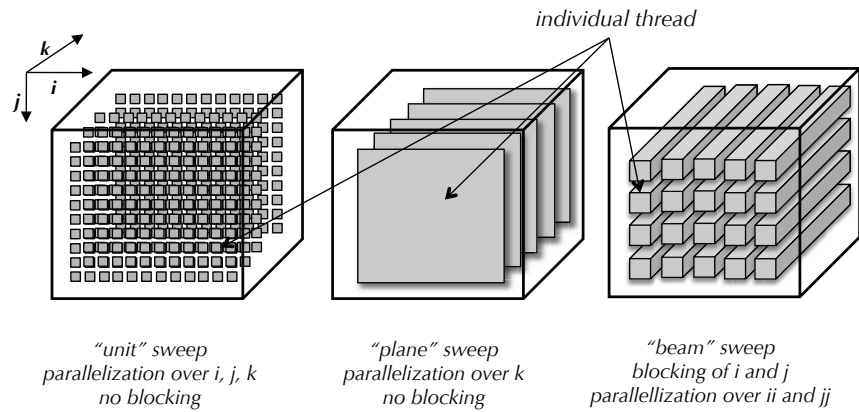 individual thread
k
i
j
“unit” sweep
parallelization over i, j, k
no blocking
“plane” sweep
parallelization over k
no blocking
“beam” sweep
blocking of i and j
parallellization over ii and jj